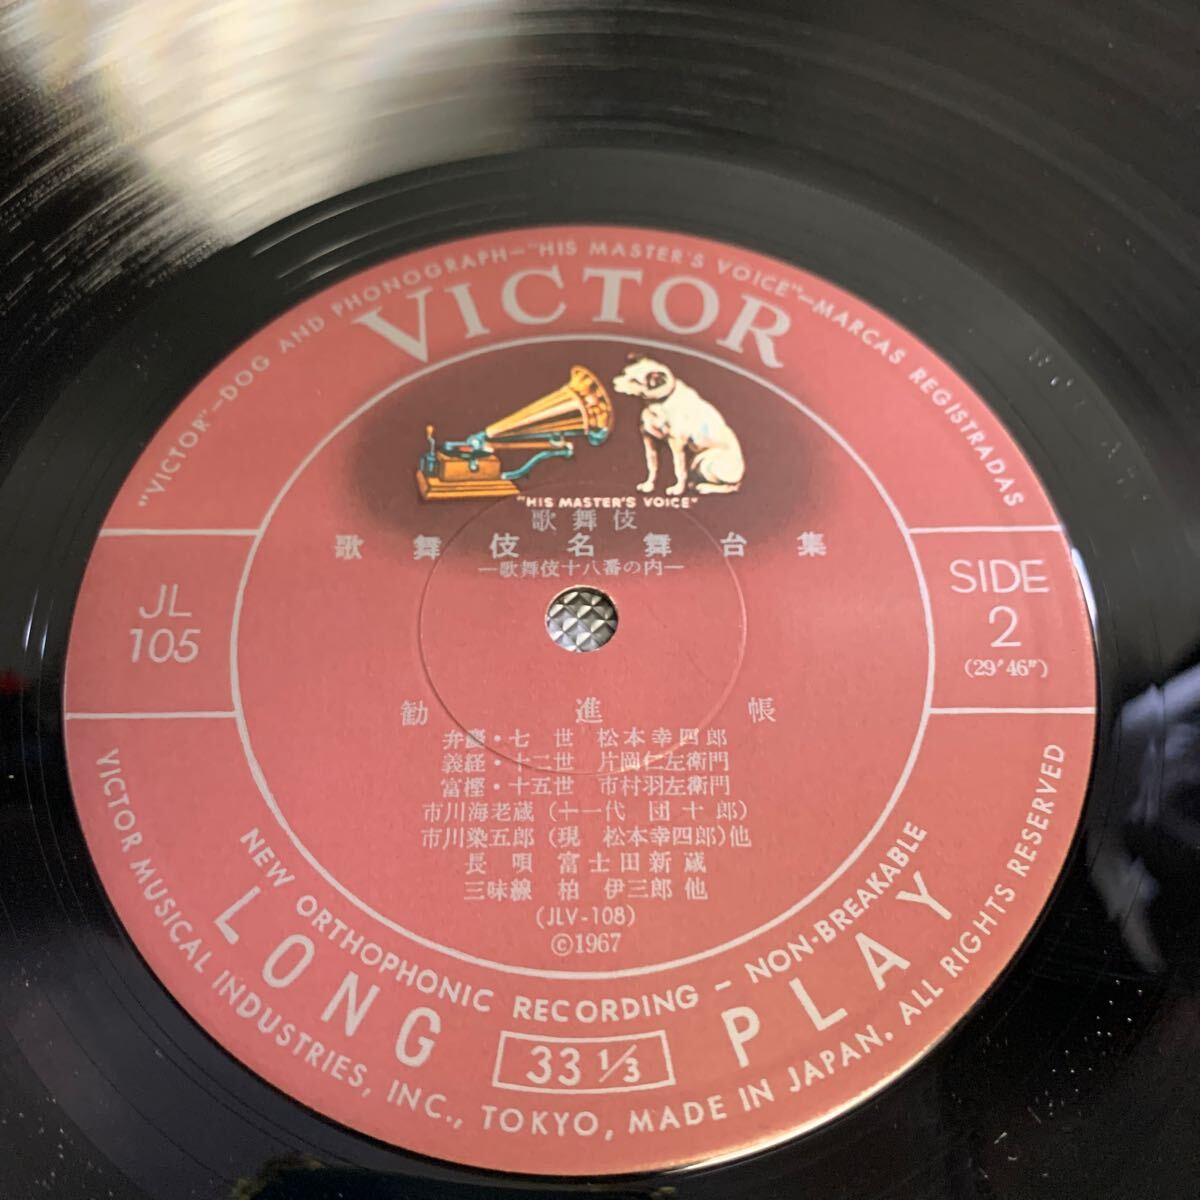 "VICTOR"—DOG AND PHONOGRAPH—"HIS MASTER'S VOICE"—MARCAS REGISTRADAS
VICTOR
"HIS MASTER'S VOICE"
歌舞伎
歌舞伎名舞台集
—歌舞伎十八番の内—
JL
105
SIDE
2
(29′46″)
勧進帳
弁慶・七世 松本幸四郎
義経・十二世 片岡仁左衛門
富樫・十五世 市村羽左衛門
市川海老蔵(十一代 団十郎)
市川染五郎(現 松本幸四郎)他
長唄 富士田新蔵
三味線 柏 伊三郎 他
(JLV-108)
©1967
NEW ORTHOPHONIC RECORDING – NON-BREAKABLE
LONG 33 1/3 PLAY
VICTOR MUSICAL INDUSTRIES, INC., TOKYO, MADE IN JAPAN. ALL RIGHTS RESERVED